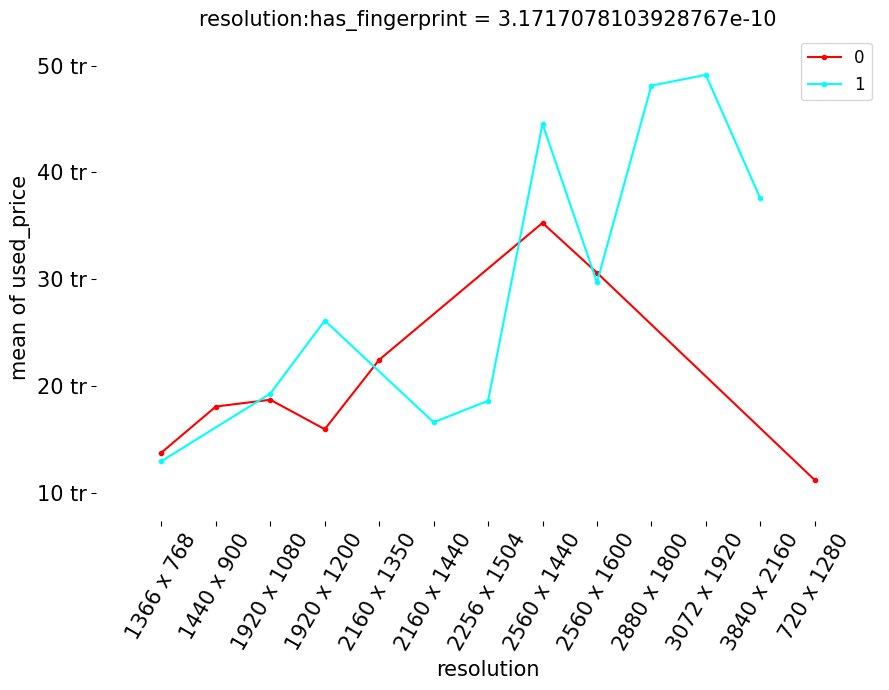 resolution:has_fingerprint = 3.1717078103928767e-10
0
1
50 tr
40 tr
30 tr
20 tr
10 tr
mean of used_price
1366 x 768
1440 x 900
1920 x 1080
1920 x 1200
2160 x 1350
2160 x 1440
2256 x 1504
2560 x 1440
2560 x 1600
2880 x 1800
3072 x 1920
3840 x 2160
720 x 1280
resolution